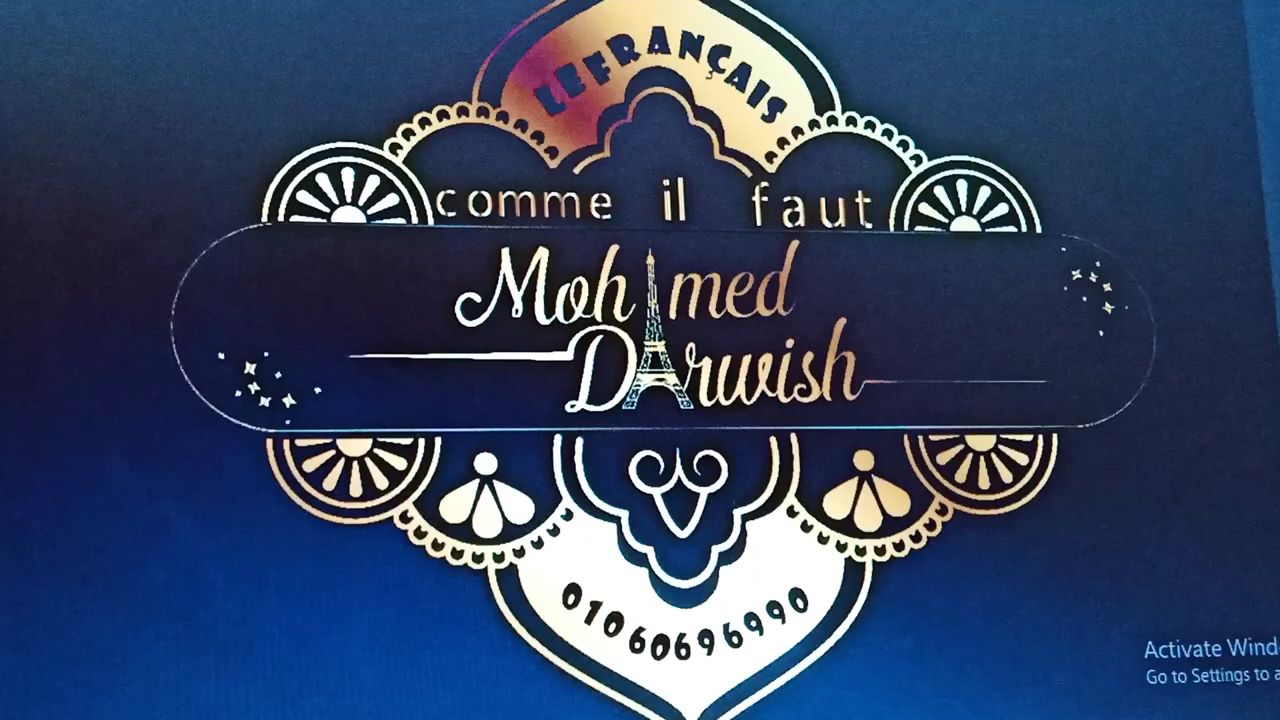 LE FRANÇAIS
comme il faut
Mohamed
Darwish
01060696990
Activate Wind
Go to Settings to a